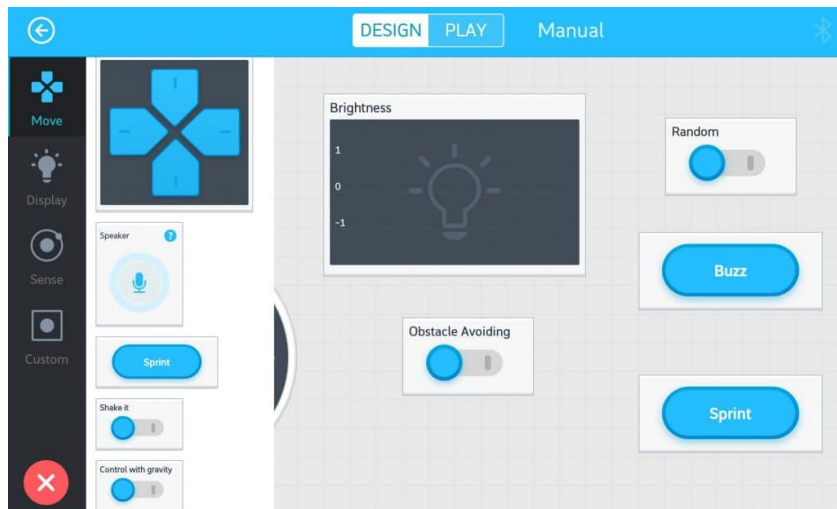 DESIGN PLAY Manual
Move
Display
Sense
Custom
Speaker ?
Sprint
Shake it
Control with gravity
Brightness
1
0
-1
Obstacle Avoiding
Random
Buzz
Sprint